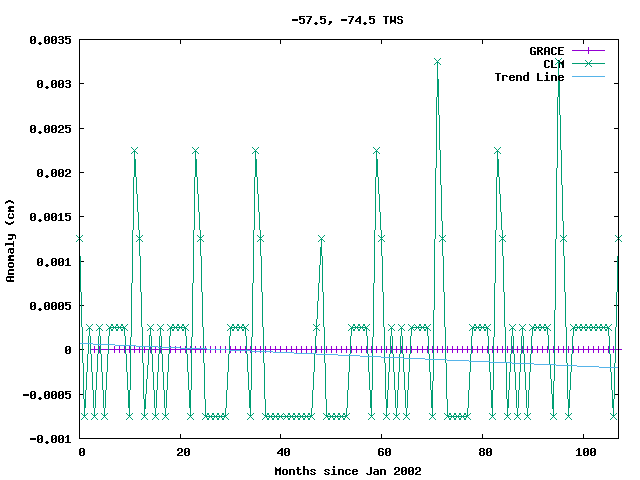 -57.5, -74.5 TWS
GRACE
CLM
Trend Line
0.0035
0.003
0.0025
0.002
0.0015
0.001
0.0005
0
-0.0005
-0.001
Anomaly (cm)
0 20 40 60 80 100
Months since Jan 2002